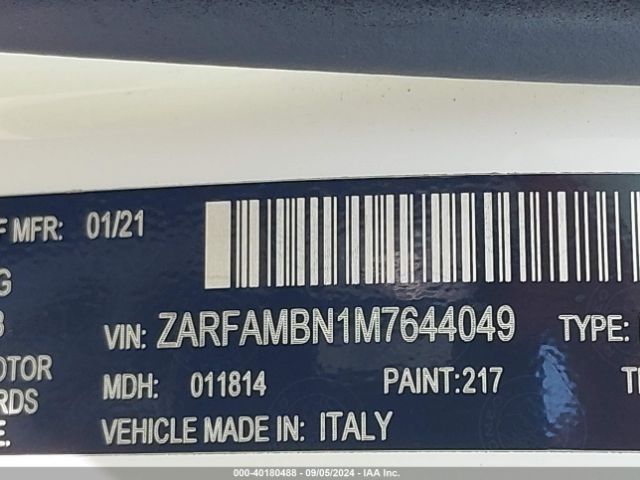 F MFR: 01/21
G
VIN: ZARFAMBN1M7644049 TYPE:
OTOR
MDH: 011814 PAINT:217
RDS
E. VEHICLE MADE IN: ITALY
000-40180488 - 09/05/2024 - IAA Inc.